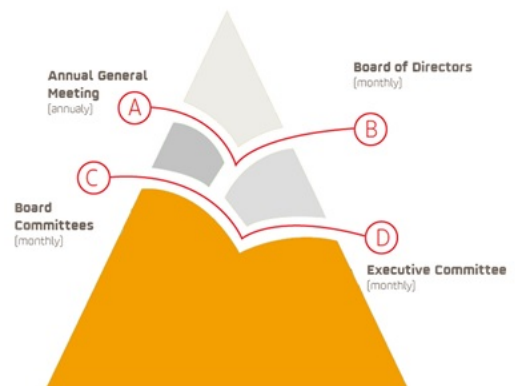 Annual General
Meeting
(annualy)
A
Board of Directors
(monthly)
B
C
Board
Committees
(monthly)
D
Executive Committee
(monthly)